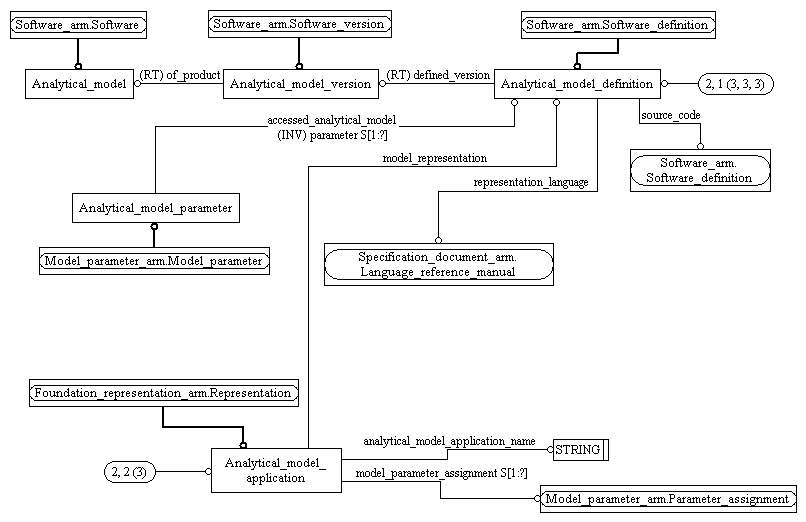 Software_arm.Software
Software_arm.Software_version
Software_arm.Software_definition
Analytical_model
(RT) of_product
Analytical_model_version
(RT) defined_version
Analytical_model_definition
2, 1 (3, 3, 3)
accessed_analytical_model
(INV) parameter S[1:?]
source_code
model_representation
Software_arm.
Software_definition
representation_language
Analytical_model_parameter
Model_parameter_arm.Model_parameter
Specification_document_arm.
Language_reference_manual
Foundation_representation_arm.Representation
analytical_model_application_name
STRING
Analytical_model_
application
2, 2 (3)
model_parameter_assignment S[1:?]
Model_parameter_arm.Parameter_assignment